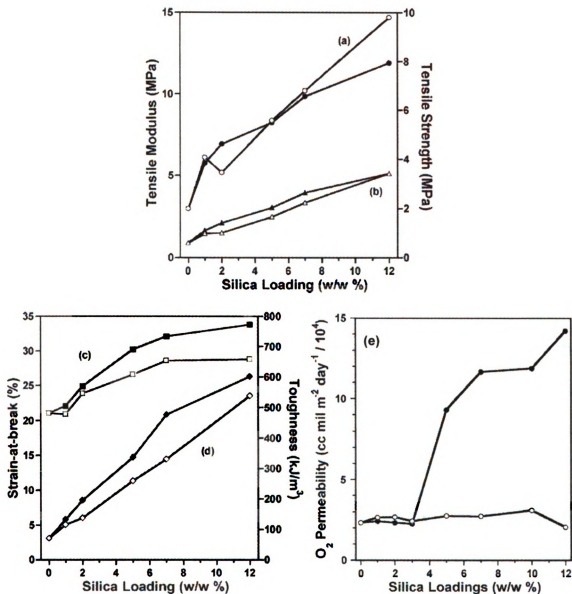 15
10
5
0
Tensile Modulus (MPa)
10
8
6
4
2
0
Tensile Strength (MPa)
(a)
(b)
0 2 4 6 8 10 12
Silica Loading (w/w %)
35
30
25
20
15
10
5
0
Strain-at-break (%)
800
700
600
500
400
300
200
100
0
Toughness (kJ/m³)
(c)
(d)
0 2 4 6 8 10 12
Silica Loading (w/w %)
15
10
5
0
O₂ Permeability (cc mil m⁻² day⁻¹ / 10⁴)
(e)
0 2 4 6 8 10 12
Silica Loadings (w/w %)